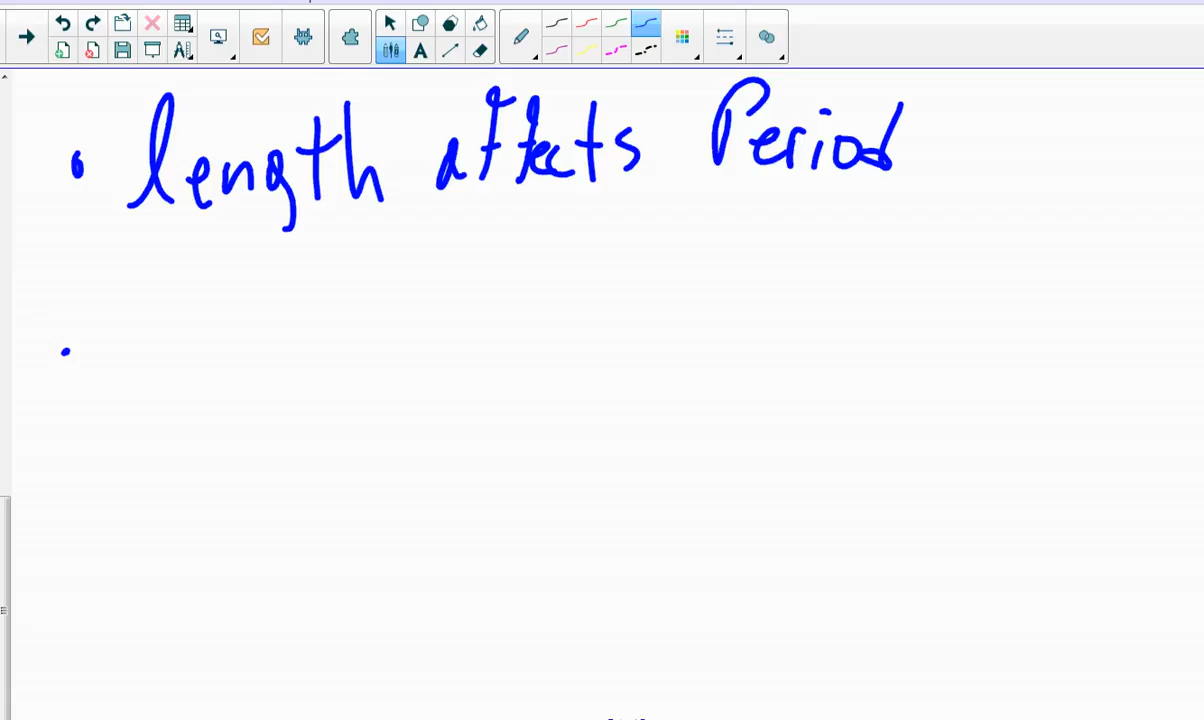 • length affects Period
•